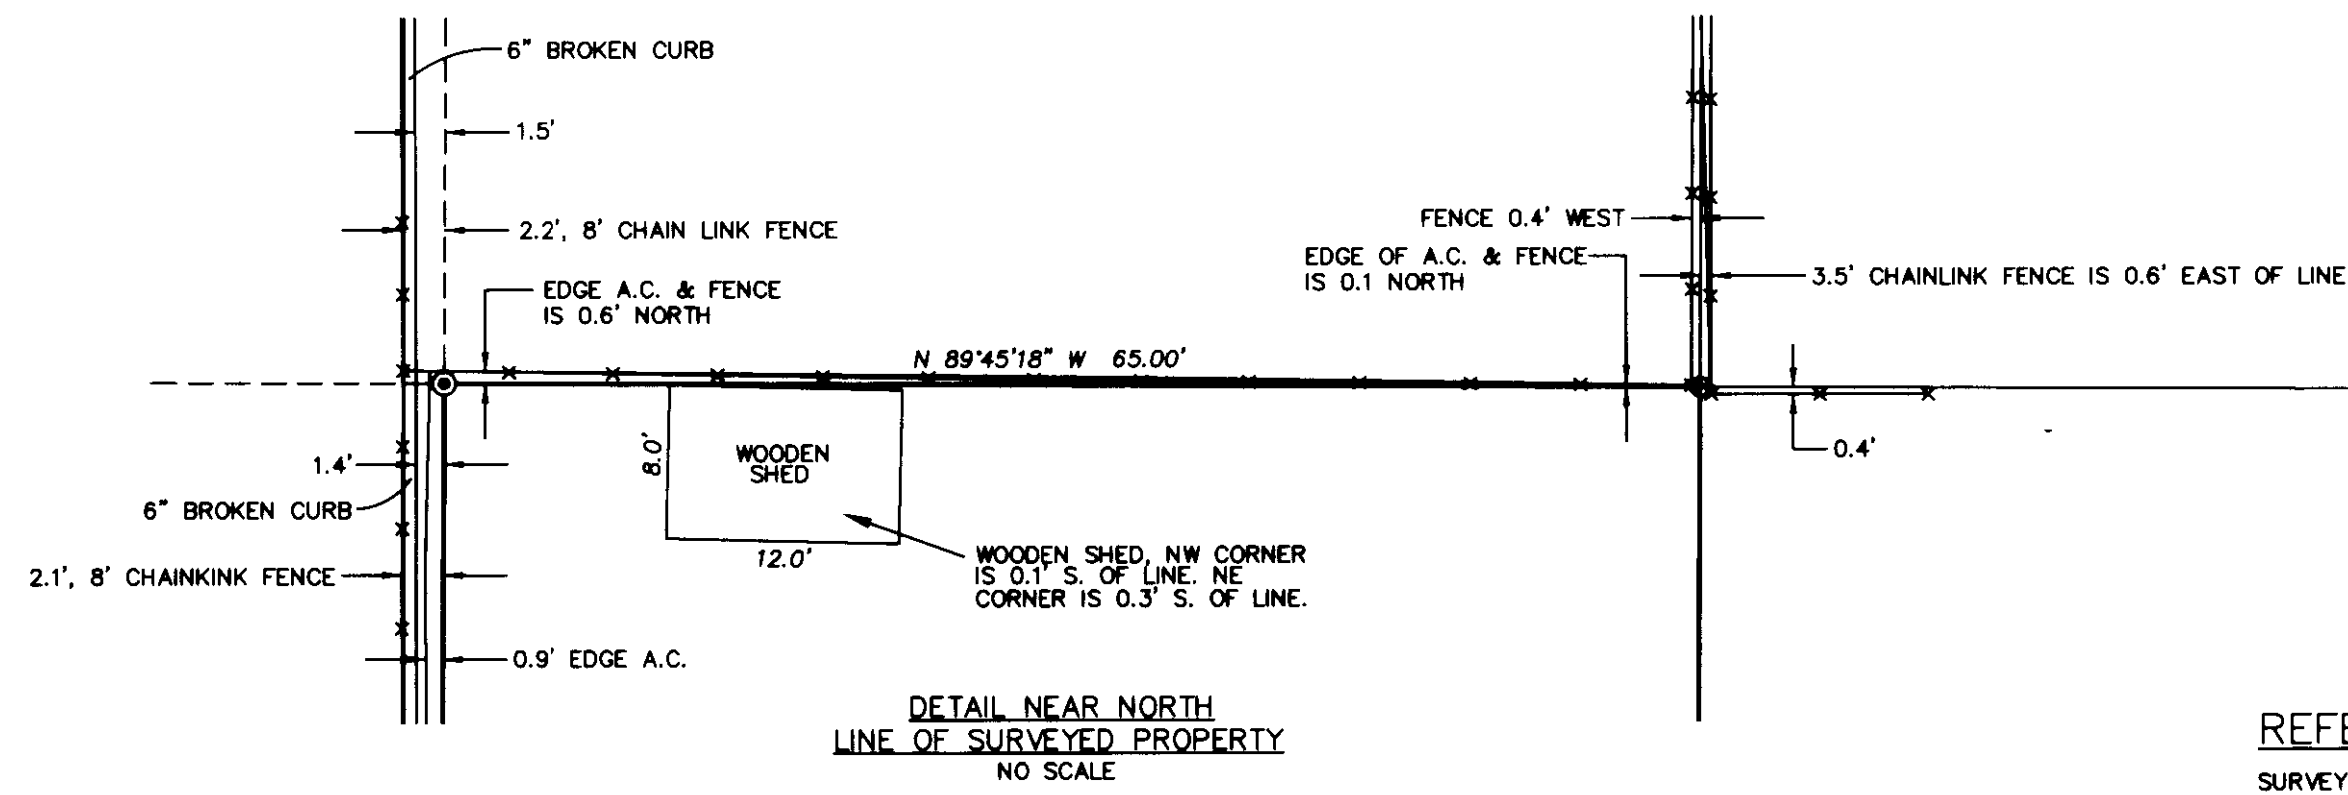 6" BROKEN CURB
1.5'
2.2', 8' CHAIN LINK FENCE
FENCE 0.4' WEST
EDGE OF A.C. & FENCE
IS 0.1 NORTH
3.5' CHAINLINK FENCE IS 0.6' EAST OF LINE
EDGE A.C. & FENCE
IS 0.6' NORTH
N 89°45'18" W 65.00'
8.0'
WOODEN
SHED
0.4'
1.4'
6" BROKEN CURB
12.0'
WOODEN SHED, NW CORNER
IS 0.1' S. OF LINE. NE
CORNER IS 0.3' S. OF LINE.
2.1', 8' CHAINKINK FENCE
0.9' EDGE A.C.
DETAIL NEAR NORTH
LINE OF SURVEYED PROPERTY
NO SCALE
SURVEY